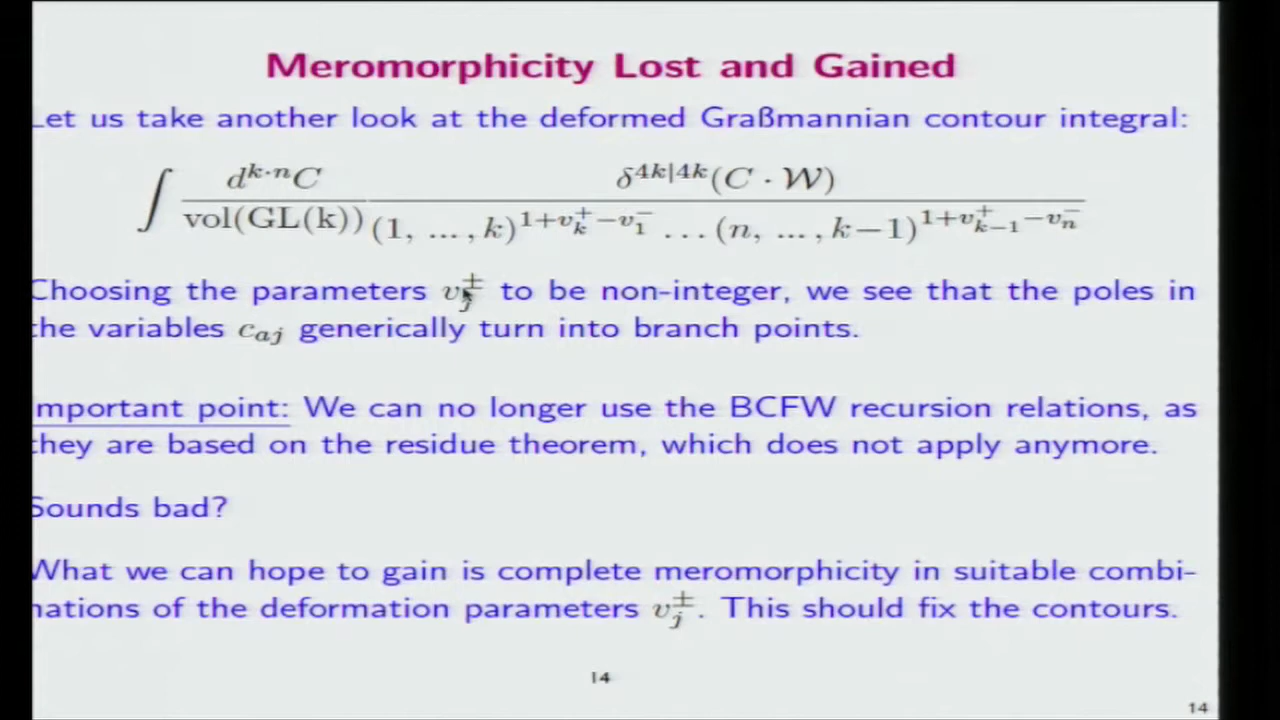 Meromorphicity Lost and Gained
Let us take another look at the deformed Graßmannian contour integral:
∫ d^{k·n}C / vol(GL(k)) δ^{4k|4k}(C · 𝒲) / (1, ..., k)^{1+v_k^+−v_1^−} ... (n, ..., k−1)^{1+v_{k−1}^+−v_n^−}
Choosing the parameters v_j^± to be non-integer, we see that the poles in
the variables c_{aj} generically turn into branch points.
Important point: We can no longer use the BCFW recursion relations, as
they are based on the residue theorem, which does not apply anymore.
Sounds bad?
What we can hope to gain is complete meromorphicity in suitable combi-
nations of the deformation parameters v_j^±. This should fix the contours.
14
14